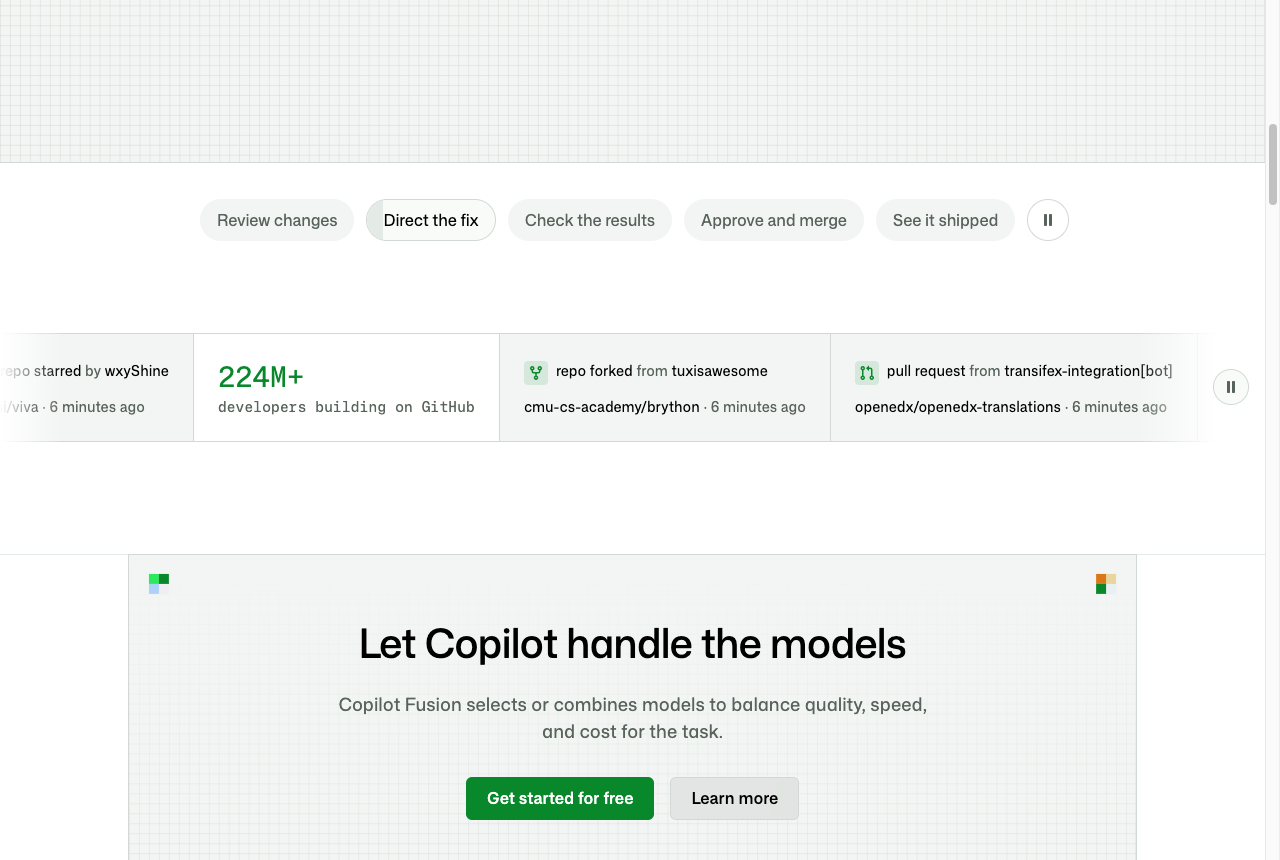 Review changes
Direct the fix
Check the results
Approve and merge
See it shipped
repo starred by wxyShine
/viva · 6 minutes ago
224M+
developers building on GitHub
repo forked from tuxisawesome
cmu-cs-academy/brython · 6 minutes ago
pull request from transifex-integration[bot]
openedx/openedx-translations · 6 minutes ago
Let Copilot handle the models
Copilot Fusion selects or combines models to balance quality, speed,
and cost for the task.
Get started for free
Learn more